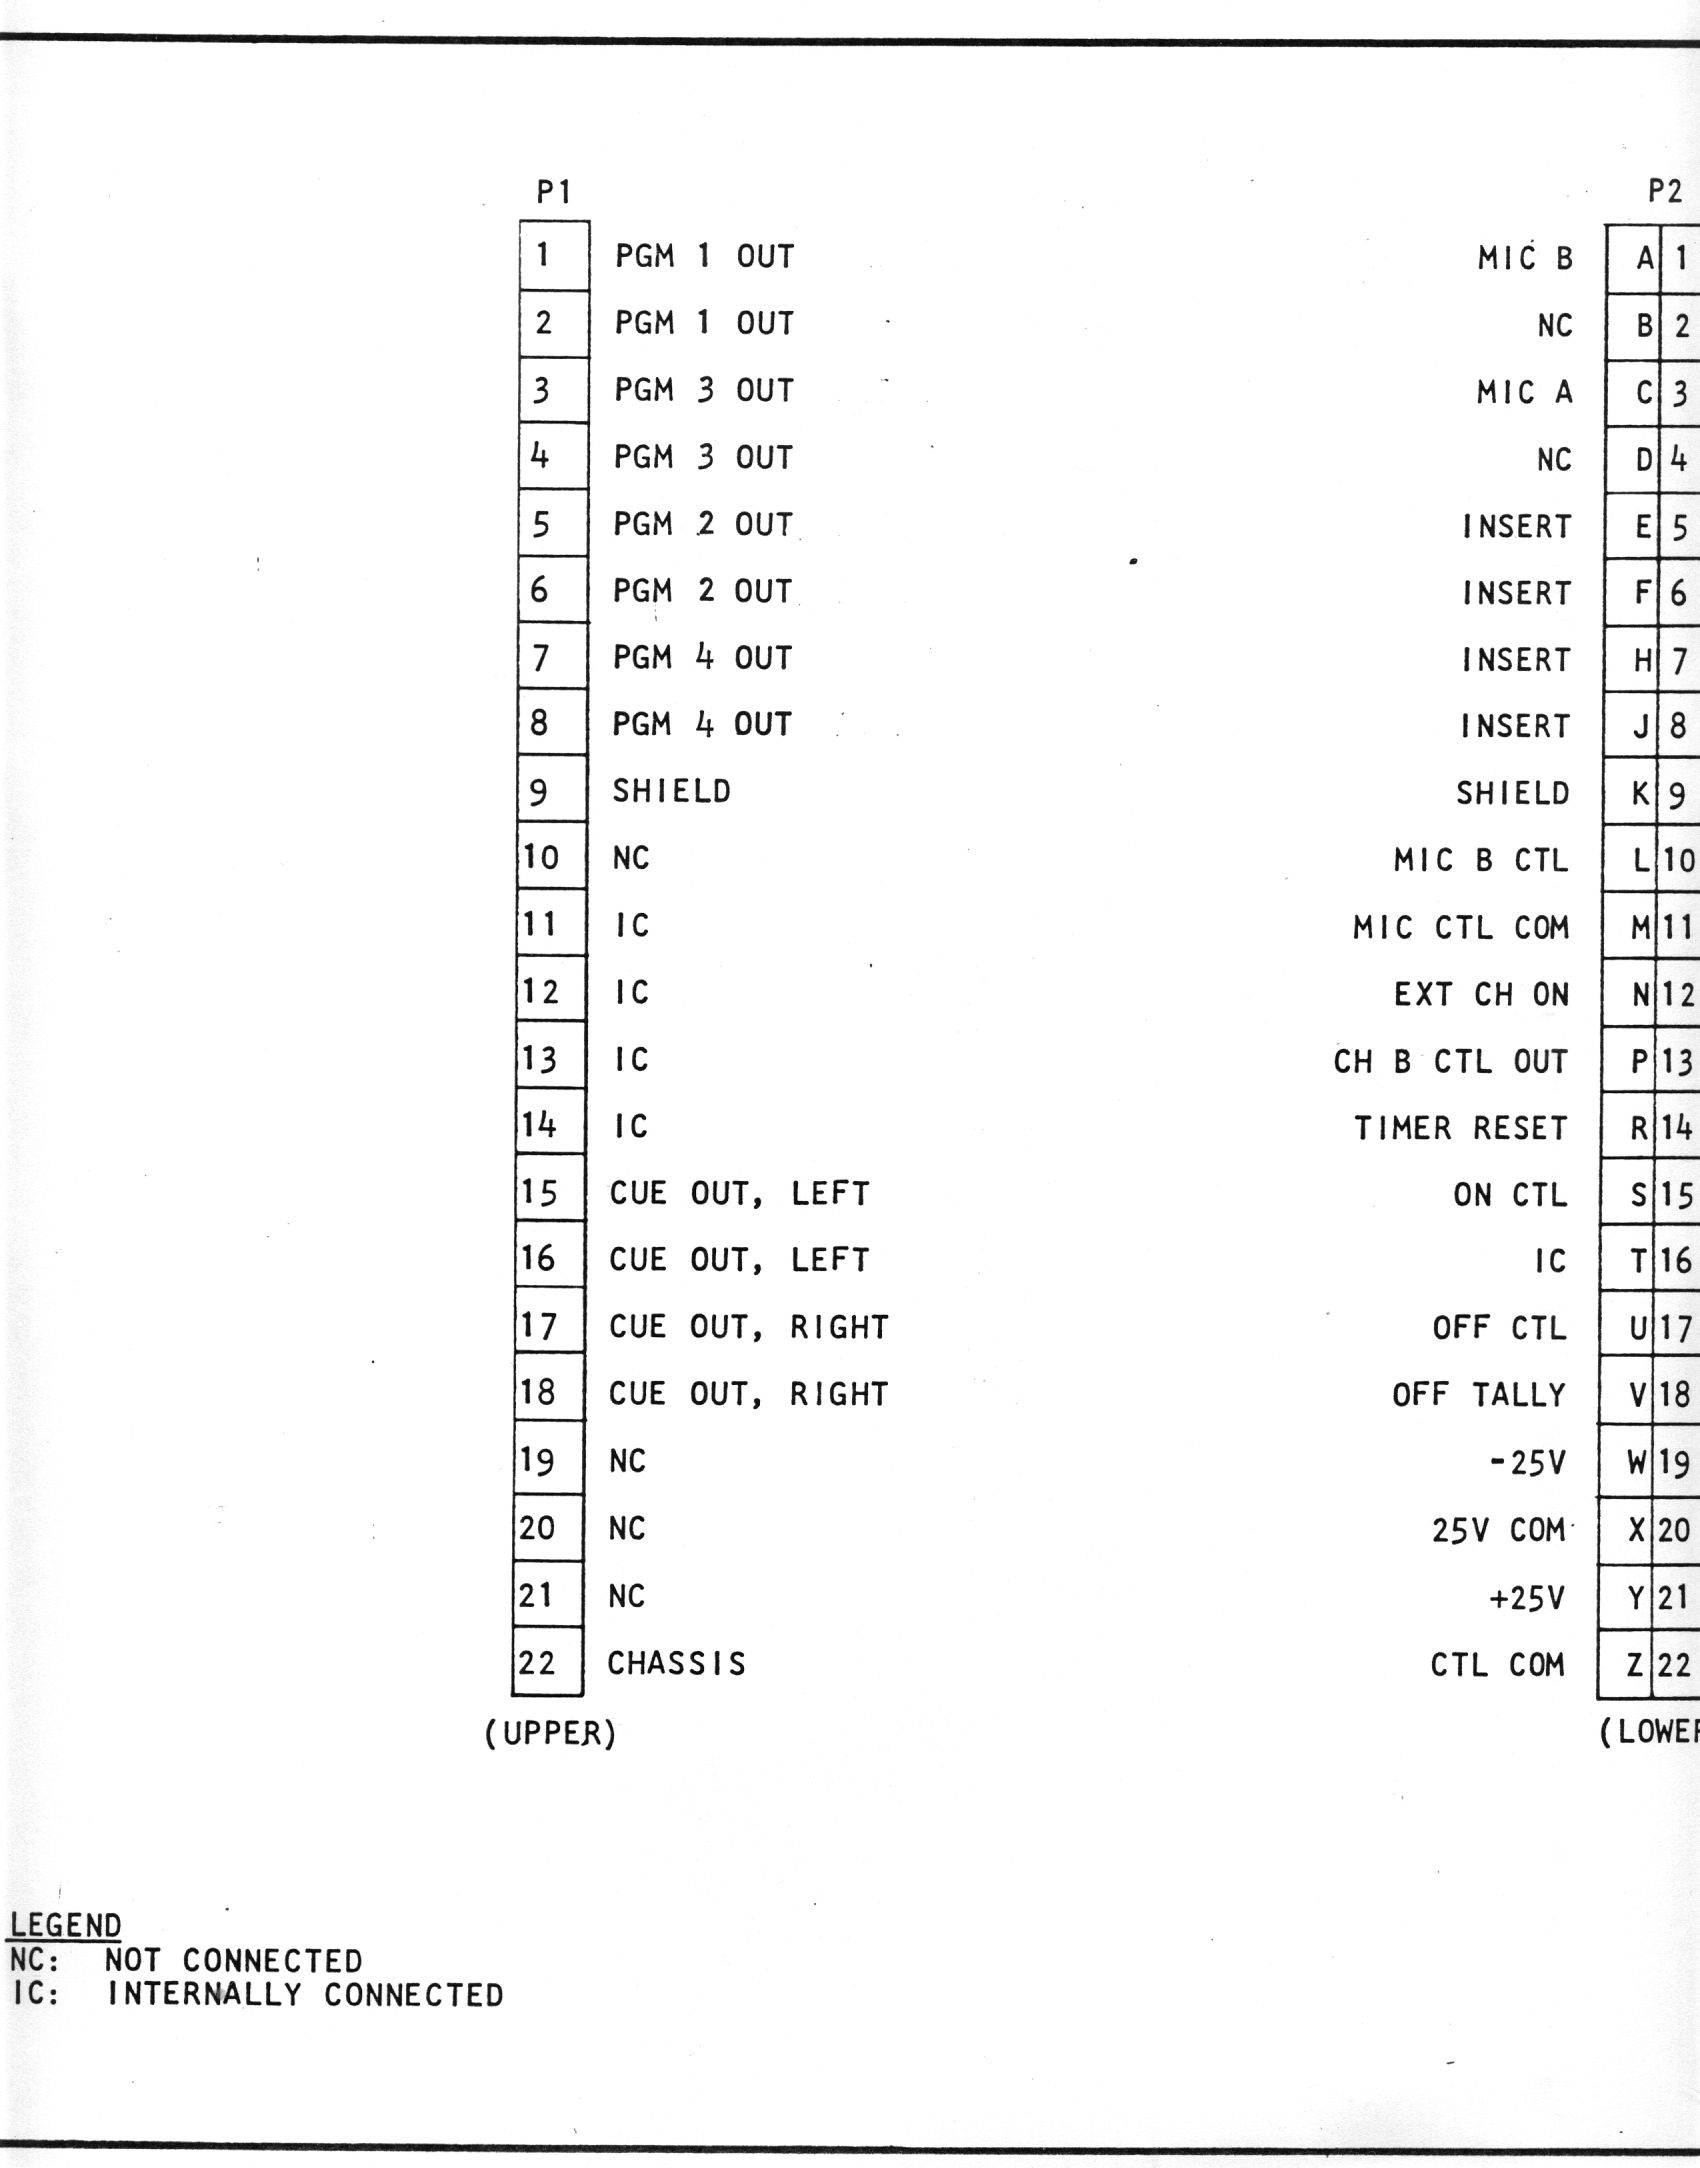 P1 P2
1 PGM 1 OUT MIC B A 1
2 PGM 1 OUT NC B 2
3 PGM 3 OUT MIC A C 3
4 PGM 3 OUT NC D 4
5 PGM 2 OUT INSERT E 5
6 PGM 2 OUT INSERT F 6
7 PGM 4 OUT INSERT H 7
8 PGM 4 OUT INSERT J 8
9 SHIELD SHIELD K 9
10 NC MIC B CTL L 10
11 IC MIC CTL COM M 11
12 IC EXT CH ON N 12
13 IC CH B CTL OUT P 13
14 IC TIMER RESET R 14
15 CUE OUT, LEFT ON CTL S 15
16 CUE OUT, LEFT IC T 16
17 CUE OUT, RIGHT OFF CTL U 17
18 CUE OUT, RIGHT OFF TALLY V 18
19 NC -25V W 19
20 NC 25V COM X 20
21 NC +25V Y 21
22 CHASSIS CTL COM Z 22
(UPPER) (LOWER
LEGEND
NC: NOT CONNECTED
IC: INTERNALLY CONNECTED